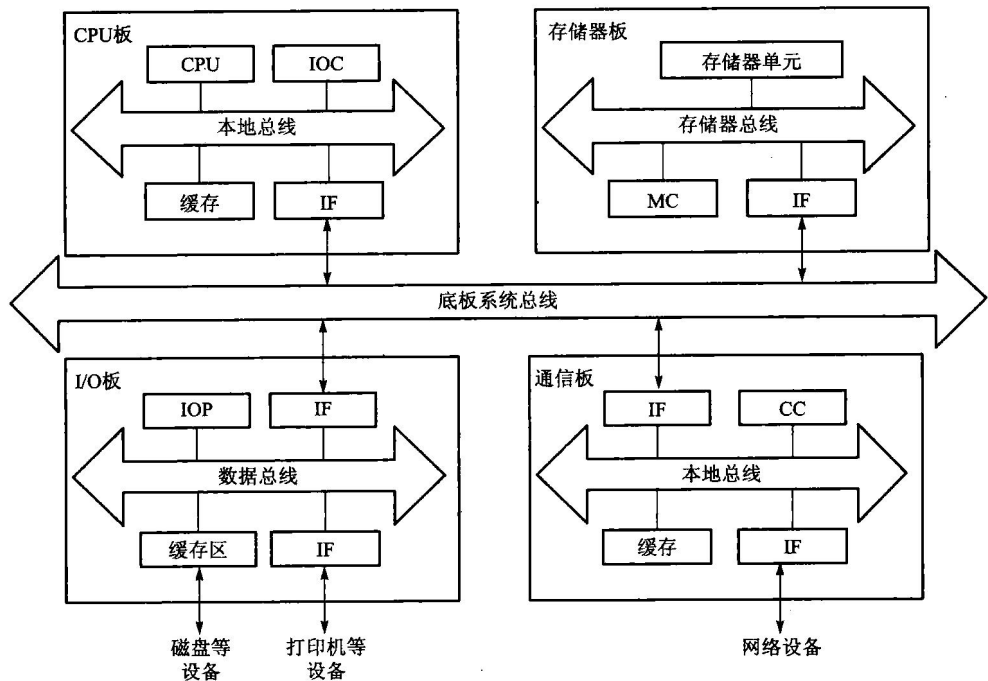 CPU板
CPU
IOC
本地总线
缓存
IF
存储器板
存储器单元
存储器总线
MC
IF
底板系统总线
I/O板
IOP
IF
数据总线
缓存区
IF
磁盘等
设备
打印机等
设备
通信板
IF
CC
本地总线
缓存
IF
网络设备